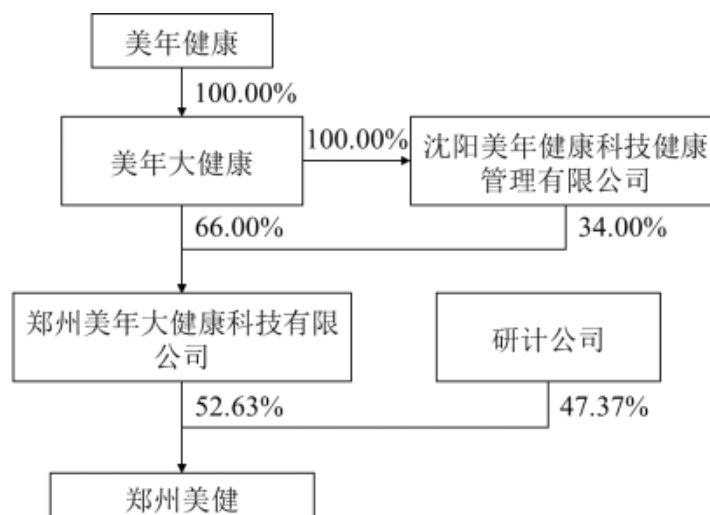 美年健康
100.00%
美年大健康
100.00%
沈阳美年健康科技健康
管理有限公司
66.00%
34.00%
郑州美年大健康科技有限
公司
研计公司
52.63%
47.37%
郑州美健